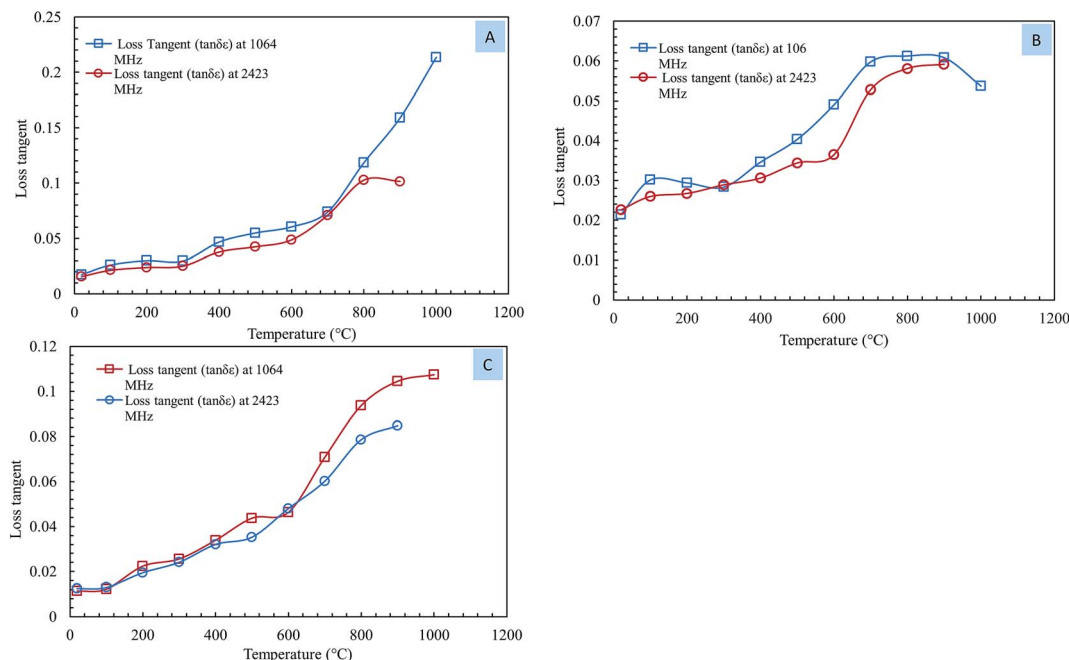 A
0.25
0.2
0.15
0.1
0.05
0
Loss tangent
Loss Tangent (tanδε) at 1064
MHz
Loss tangent (tanδε) at 2423
MHz
0 200 400 600 800 1000 1200
Temperature (°C)
B
0.07
0.06
0.05
0.04
0.03
0.02
0.01
0
Loss tangent
Loss tangent (tanδε) at 106
MHz
Loss tangent (tanδε) at 2423
MHz
0 200 400 600 800 1000 1200
Temperature (°C)
C
0.12
0.1
0.08
0.06
0.04
0.02
0
Loss tangent
Loss tangent (tanδε) at 1064
MHz
Loss tangent (tanδε) at 2423
MHz
0 200 400 600 800 1000 1200
Temperature (°C)